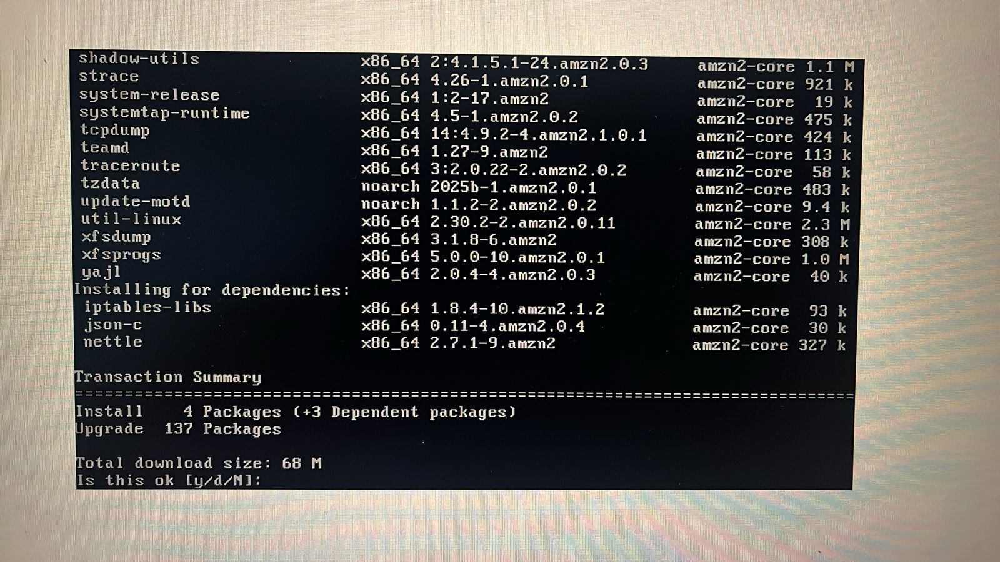 shadow-utils x86_64 2:4.1.5.1-24.amzn2.0.3 amzn2-core 1.1 M
strace x86_64 4.26-1.amzn2.0.1 amzn2-core 921 k
system-release x86_64 1:2-17.amzn2 amzn2-core 19 k
systemtap-runtime x86_64 4.5-1.amzn2.0.2 amzn2-core 475 k
tcpdump x86_64 14:4.9.2-4.amzn2.1.0.1 amzn2-core 424 k
teamd x86_64 1.27-9.amzn2 amzn2-core 113 k
traceroute x86_64 3:2.0.22-2.amzn2.0.2 amzn2-core 58 k
tzdata noarch 2025b-1.amzn2.0.1 amzn2-core 483 k
update-motd noarch 1.1.2-2.amzn2.0.2 amzn2-core 9.4 k
util-linux x86_64 2.30.2-2.amzn2.0.11 amzn2-core 2.3 M
xfsdump x86_64 3.1.8-6.amzn2 amzn2-core 308 k
xfsprogs x86_64 5.0.0-10.amzn2.0.1 amzn2-core 1.0 M
yajl x86_64 2.0.4-4.amzn2.0.3 amzn2-core 40 k
Installing for dependencies:
iptables-libs x86_64 1.8.4-10.amzn2.1.2 amzn2-core 93 k
json-c x86_64 0.11-4.amzn2.0.4 amzn2-core 30 k
nettle x86_64 2.7.1-9.amzn2 amzn2-core 327 k
Transaction Summary
================================================================================
Install 4 Packages (+3 Dependent packages)
Upgrade 137 Packages
Total download size: 68 M
Is this ok [y/d/N]: